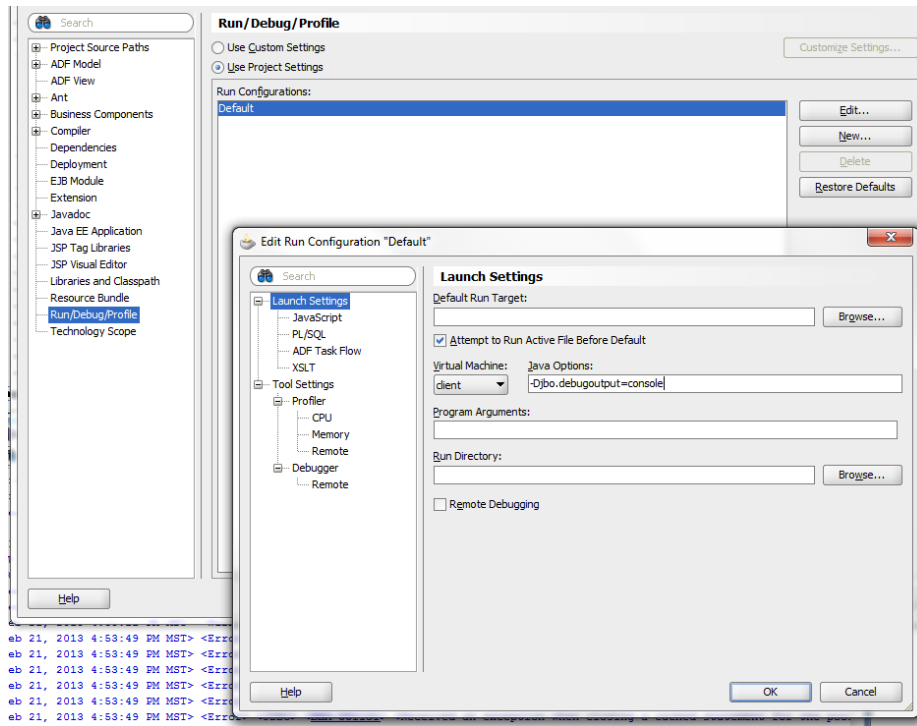 Search
Run/Debug/Profile
Project Source Paths
ADF Model
ADF View
Ant
Business Components
Compiler
Dependencies
Deployment
EJB Module
Extension
Javadoc
Java EE Application
JSP Tag Libraries
JSP Visual Editor
Libraries and Classpath
Resource Bundle
Run/Debug/Profile
Technology Scope
Use Custom Settings
Customize Settings...
Use Project Settings
Run Configurations:
Default
Edit...
New...
Delete
Restore Defaults
Help
Edit Run Configuration "Default"
Search
Launch Settings
JavaScript
PL/SQL
ADF Task Flow
XSLT
Tool Settings
Profiler
CPU
Memory
Remote
Debugger
Remote
Launch Settings
Default Run Target:
Browse...
Attempt to Run Active File Before Default
Virtual Machine: Java Options:
client -Djbo.debugoutput=console
Program Arguments:
Run Directory:
Browse...
Remote Debugging
Help
OK Cancel
eb 21, 2013 4:53:49 PM MST> <Erro
eb 21, 2013 4:53:49 PM MST> <Erro
eb 21, 2013 4:53:49 PM MST> <Erro
eb 21, 2013 4:53:49 PM MST> <Erro
eb 21, 2013 4:53:49 PM MST> <Erro
eb 21, 2013 4:53:49 PM MST> <Error